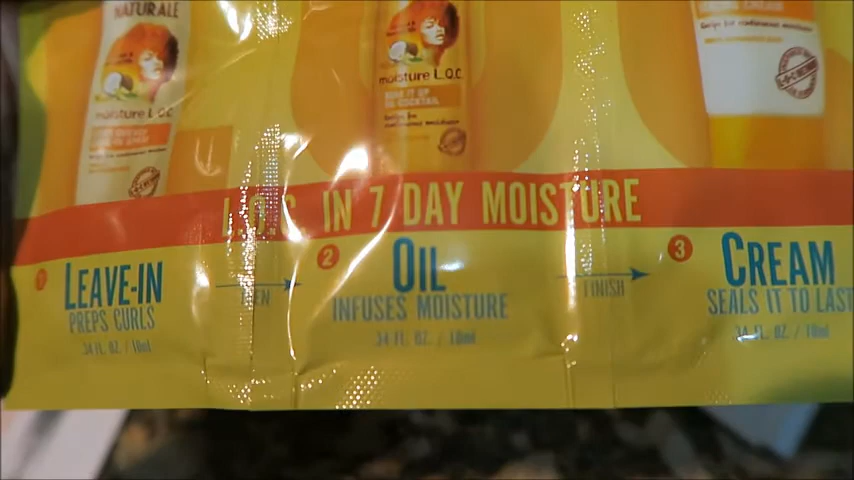 NATURALE
moisture L.O.C.
moisture L.O.C.
SOAK IT UP
L.O.C IN 7 DAY MOISTURE
1 LEAVE-IN
PREPS CURLS
34 FL. OZ. / 10ml
THEN
2 OIL
INFUSES MOISTURE
34 FL. OZ. / 10ml
FINISH
3 CREAM
SEALS IT TO LAST
34 FL. OZ. / 10ml